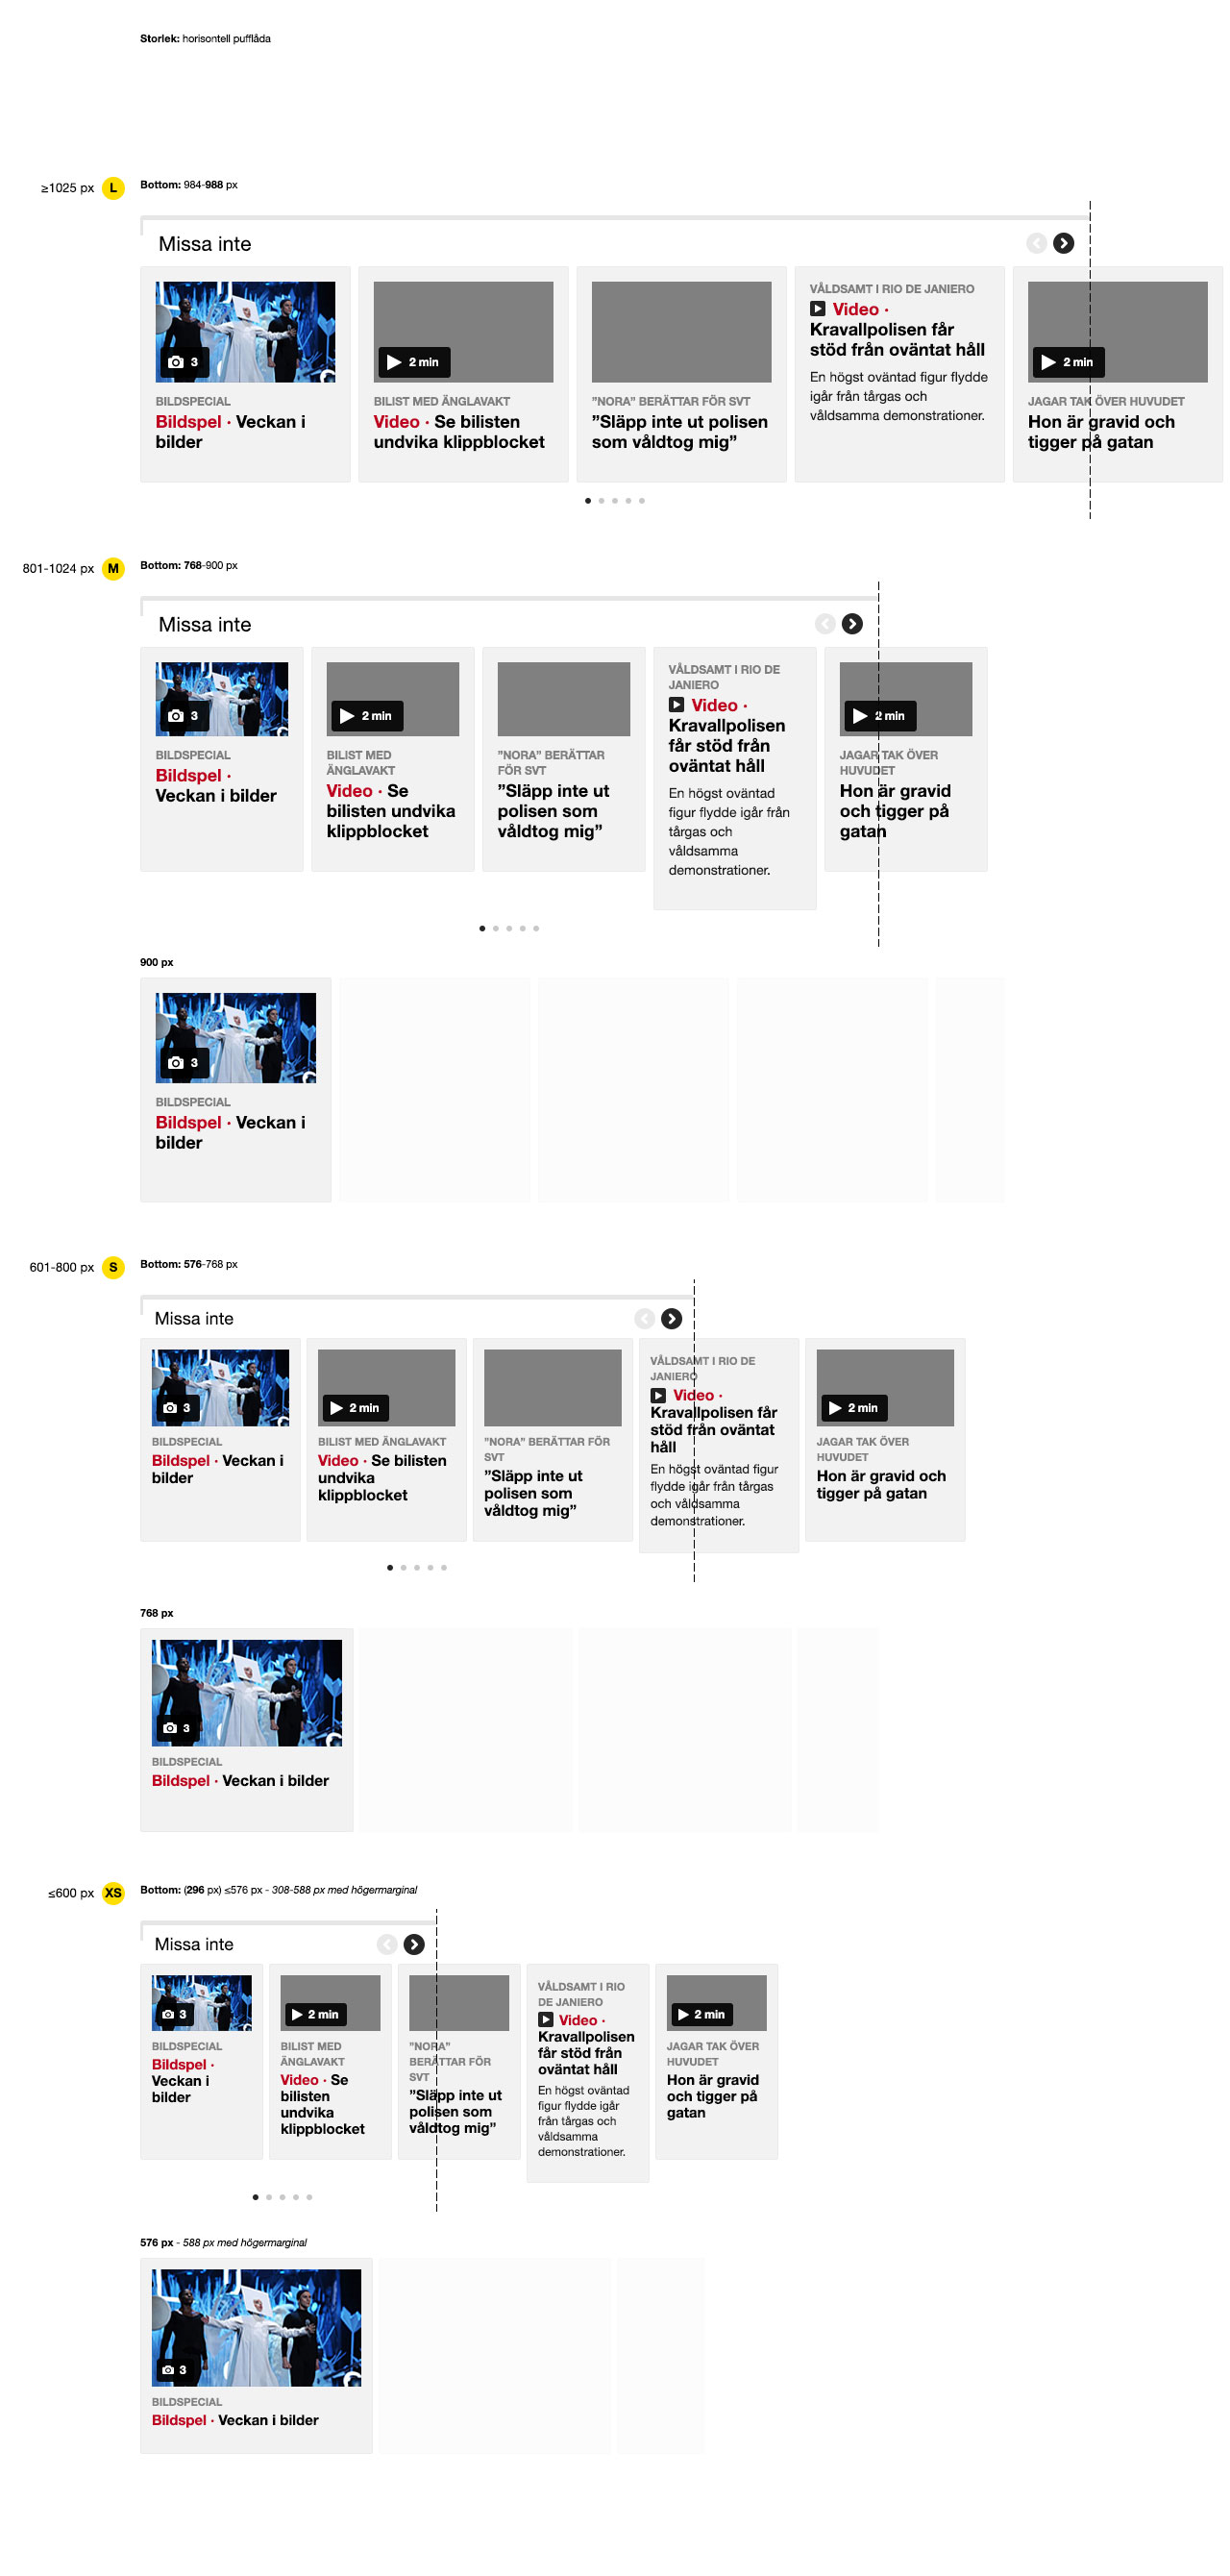 Storlek: horisontell pufflåda
≥1025 px L Bottom: 984-988 px
Missa inte
3
BILDSPECIAL
Bildspel · Veckan i
bilder
2 min
BILIST MED ÄNGLAVAKT
Video · Se bilisten
undvika klippblocket
”NORA” BERÄTTAR FÖR SVT
”Släpp inte ut polisen
som våldtog mig”
VÅLDSAMT I RIO DE JANIERO
Video ·
Kravallpolisen får
stöd från oväntat håll
En högst oväntad figur flydde
igår från tårgas och
våldsamma demonstrationer.
2 min
JAGAR TAK ÖVER HUVUDET
Hon är gravid och
tigger på gatan
801-1024 px M Bottom: 768-900 px
Missa inte
3
BILDSPECIAL
Bildspel ·
Veckan i bilder
2 min
BILIST MED
ÄNGLAVAKT
Video · Se
bilisten undvika
klippblocket
”NORA” BERÄTTAR
FÖR SVT
”Släpp inte ut
polisen som
våldtog mig”
VÅLDSAMT I RIO DE
JANIERO
Video ·
Kravallpolisen
får stöd från
oväntat håll
En högst oväntad
figur flydde igår från
tårgas och
våldsamma
demonstrationer.
2 min
JAGAR TAK ÖVER
HUVUDET
Hon är gravid
och tigger på
gatan
900 px
3
BILDSPECIAL
Bildspel · Veckan i
bilder
601-800 px S Bottom: 576-768 px
Missa inte
3
BILDSPECIAL
Bildspel · Veckan i
bilder
2 min
BILIST MED ÄNGLAVAKT
Video · Se bilisten
undvika
klippblocket
”NORA” BERÄTTAR FÖR
SVT
”Släpp inte ut
polisen som
våldtog mig”
VÅLDSAMT I RIO DE
JANIERO
Video ·
Kravallpolisen får
stöd från oväntat
håll
En högst oväntad figur
flydde igår från tårgas
och våldsamma
demonstrationer.
2 min
JAGAR TAK ÖVER
HUVUDET
Hon är gravid och
tigger på gatan
768 px
3
BILDSPECIAL
Bildspel · Veckan i bilder
≤600 px XS Bottom: (296 px) ≤576 px - 308-588 px med högermarginal
Missa inte
3
BILDSPECIAL
Bildspel ·
Veckan i
bilder
2 min
BILIST MED
ÄNGLAVAKT
Video · Se
bilisten
undvika
klippblocket
”NORA”
BERÄTTAR FÖR
SVT
”Släpp inte ut
polisen som
våldtog mig”
VÅLDSAMT I RIO
DE JANIERO
Video ·
Kravallpolisen
får stöd från
oväntat håll
En högst oväntad
figur flydde igår
från tårgas och
våldsamma
demonstrationer.
2 min
JAGAR TAK ÖVER
HUVUDET
Hon är gravid
och tigger på
gatan
576 px - 588 px med högermarginal
3
BILDSPECIAL
Bildspel · Veckan i bilder